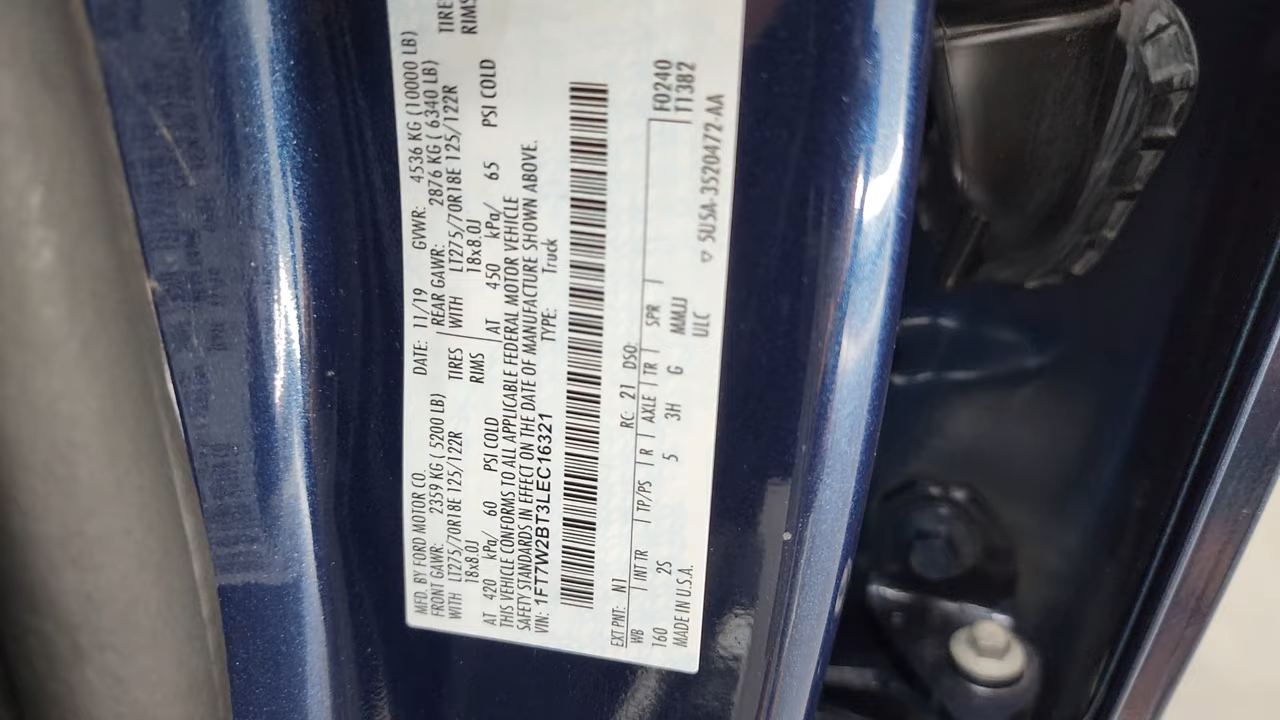 MFD. BY FORD MOTOR CO. DATE: 11/19 GVWR: 4536 KG (10000 LB)
FRONT GAWR: 2359 KG ( 5200 LB) REAR GAWR: 2876 KG ( 6340 LB)
WITH LT275/70R18E 125/122R TIRES WITH LT275/70R18E 125/122R TIRE
18x8.0J RIMS 18x8.0J RIMS
AT 420 kPa/ 60 PSI COLD AT 450 kPa/ 65 PSI COLD
THIS VEHICLE CONFORMS TO ALL APPLICABLE FEDERAL MOTOR VEHICLE
SAFETY STANDARDS IN EFFECT ON THE DATE OF MANUFACTURE SHOWN ABOVE.
VIN: 1FT7W2BT3LEC16321 TYPE: Truck
EXT PNT: N1 RC: 21 DSO: F0240
WB INT TR TP/PS R AXLE TR SPR T1382
160 2S 5 3H G MMJJ
MADE IN U.S.A. ULC 5U5A-3520472-AA